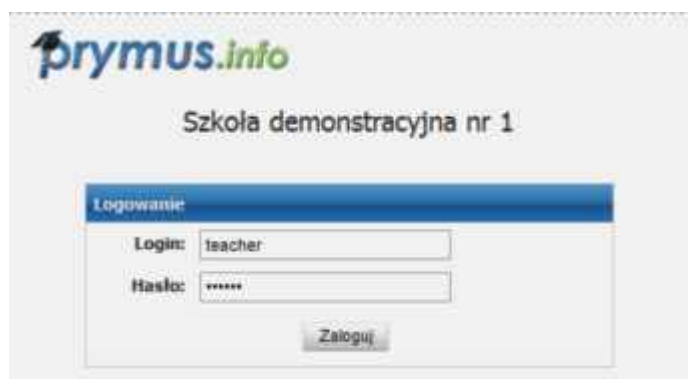 prymus.info
Szkoła demonstracyjna nr 1
Logowanie
Login: teacher
Hasło: ••••••
Zaloguj